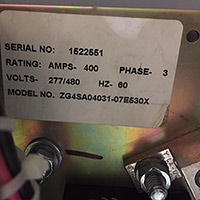 SERIAL NO: 1522551
RATING: AMPS- 400 PHASE- 3
VOLTS- 277/480 HZ- 60
MODEL NO. ZG4SA04031-07E530X